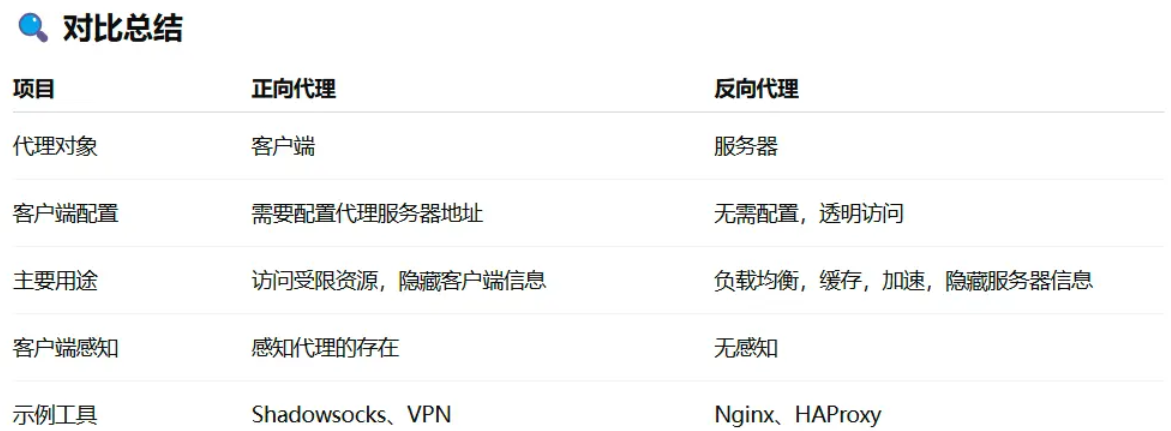 对比总结
项目 正向代理 反向代理
代理对象 客户端 服务器
客户端配置 需要配置代理服务器地址 无需配置，透明访问
主要用途 访问受限资源，隐藏客户端信息 负载均衡，缓存，加速，隐藏服务器信息
客户端感知 感知代理的存在 无感知
示例工具 Shadowsocks、VPN Nginx、HAProxy